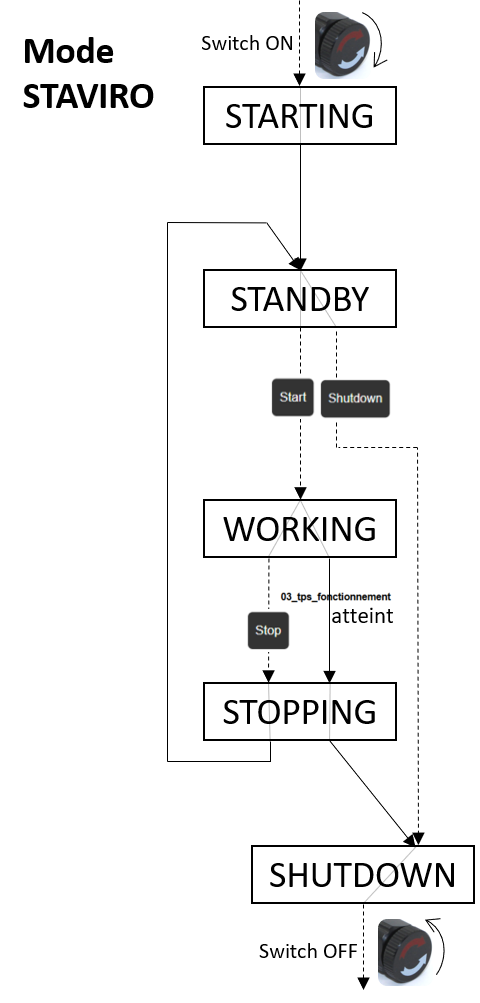 Mode
STAVIRO
Switch ON
STARTING
STANDBY
Start
Shutdown
WORKING
03_tps_fonctionnement
atteint
Stop
STOPPING
SHUTDOWN
Switch OFF